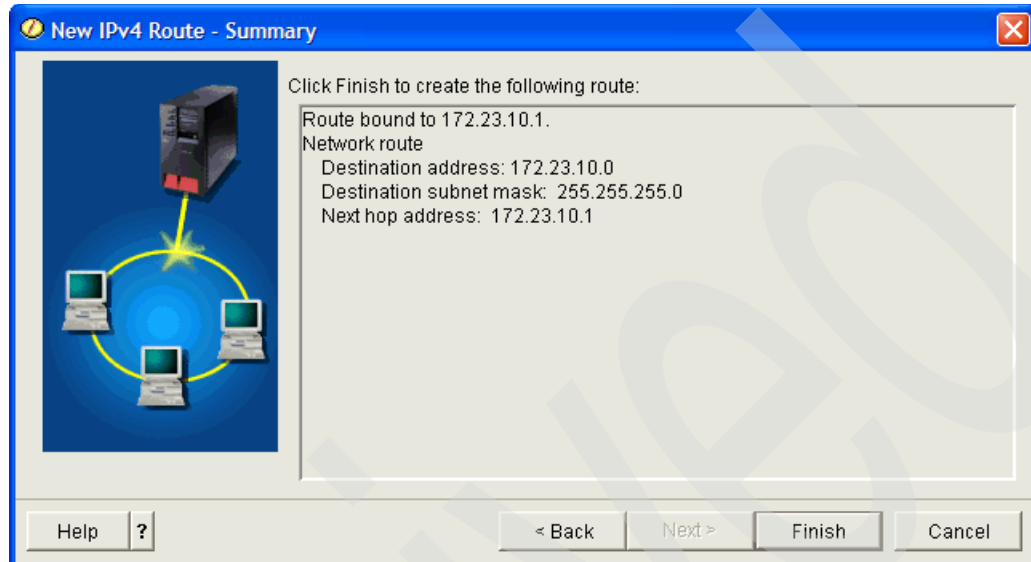 New IPv4 Route - Summary
Click Finish to create the following route:
Route bound to 172.23.10.1.
Network route
Destination address: 172.23.10.0
Destination subnet mask: 255.255.255.0
Next hop address: 172.23.10.1
Help ? < Back Next > Finish Cancel